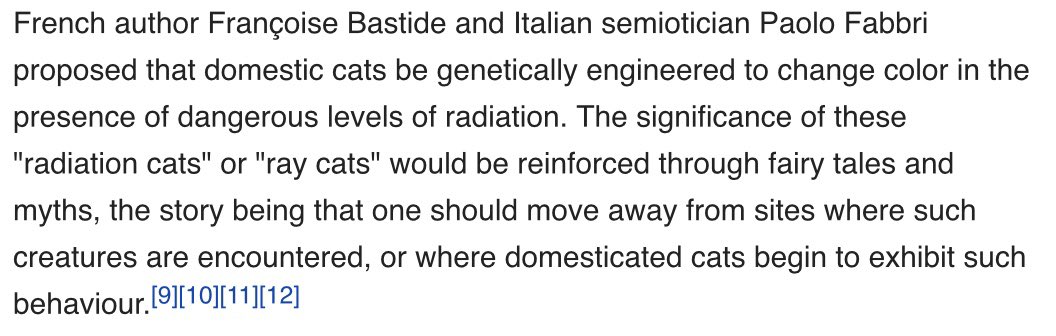 French author Françoise Bastide and Italian semiotician Paolo Fabbri
proposed that domestic cats be genetically engineered to change color in the
presence of dangerous levels of radiation. The significance of these
"radiation cats" or "ray cats" would be reinforced through fairy tales and
myths, the story being that one should move away from sites where such
creatures are encountered, or where domesticated cats begin to exhibit such
behaviour.[9][10][11][12]